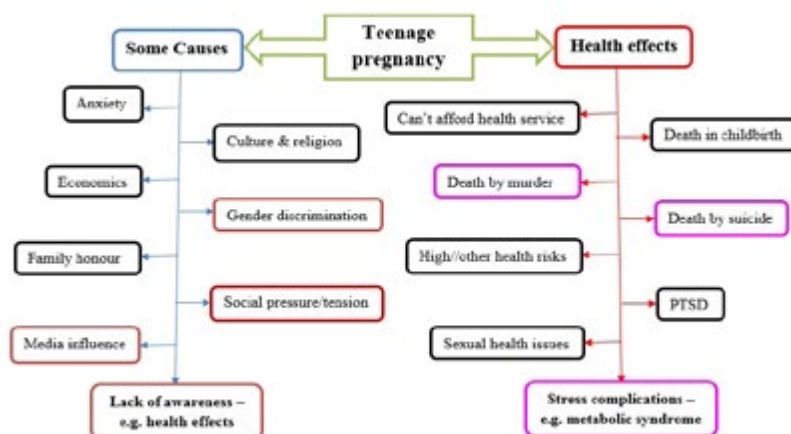 Teenage
pregnancy
Some Causes
Anxiety
Culture & religion
Economics
Gender discrimination
Family honour
Social pressure/tension
Media influence
Lack of awareness –
e.g. health effects
Health effects
Can't afford health service
Death in childbirth
Death by murder
Death by suicide
High//other health risks
PTSD
Sexual health issues
Stress complications –
e.g. metabolic syndrome